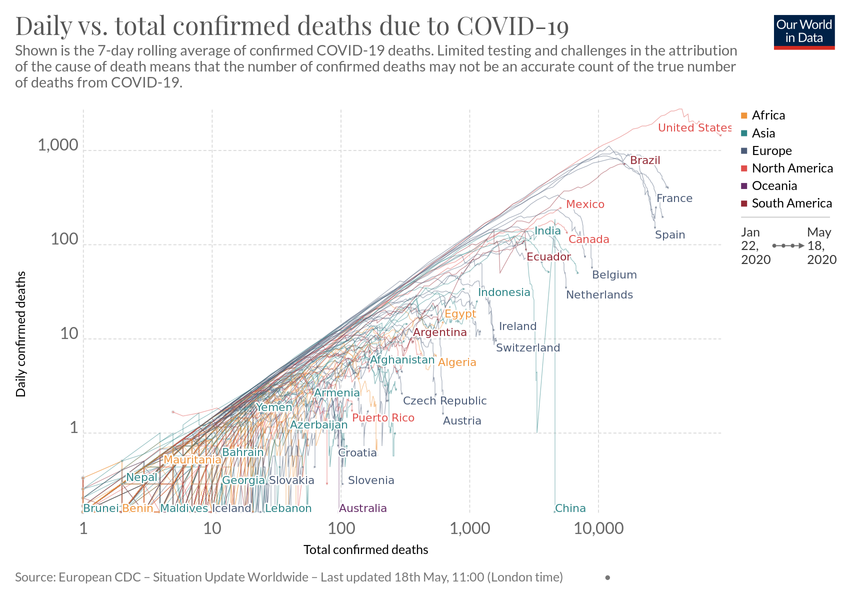 Daily vs. total confirmed deaths due to COVID-19
Our World
in Data
Shown is the 7-day rolling average of confirmed COVID-19 deaths. Limited testing and challenges in the attribution
of the cause of death means that the number of confirmed deaths may not be an accurate count of the true number
of deaths from COVID-19.
Africa
Asia
Europe
North America
Oceania
South America
Jan
22,
2020
May
18,
2020
Daily confirmed deaths
1,000
100
10
1
United States
Brazil
France
Mexico
India
Canada
Spain
Ecuador
Belgium
Indonesia
Netherlands
Egypt
Ireland
Argentina
Switzerland
Afghanistan
Algeria
Armenia
Czech Republic
Yemen
Puerto Rico
Austria
Azerbaijan
Bahrain
Croatia
Mauritania
Nepal
Georgia
Slovakia
Slovenia
Brunei
Benin
Maldives
Iceland
Lebanon
Australia
China
1
10
100
1,000
10,000
Total confirmed deaths
Source: European CDC – Situation Update Worldwide – Last updated 18th May, 11:00 (London time)